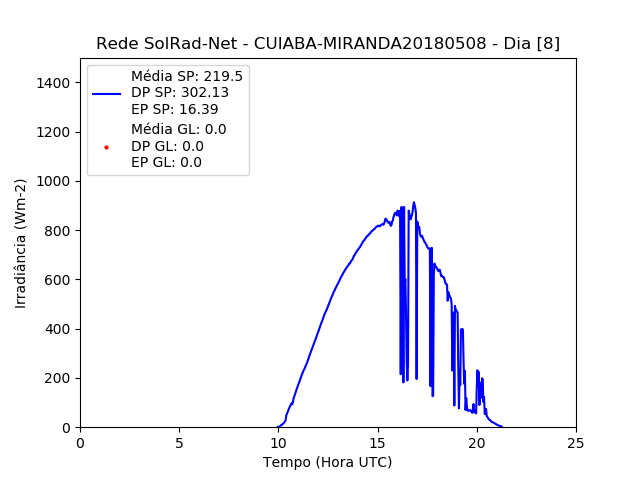 Rede SolRad-Net - CUIABA-MIRANDA20180508 - Dia [8]
Média SP: 219.5
DP SP: 302.13
EP SP: 16.39
Média GL: 0.0
DP GL: 0.0
EP GL: 0.0
1400
1200
1000
800
600
400
200
0
Irradiância (Wm-2)
0 5 10 15 20 25
Tempo (Hora UTC)